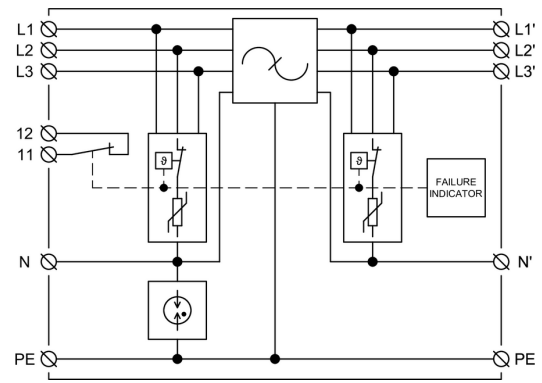 L1
L1'
L2
L2'
L3
L3'
12
11
ϑ
ϑ
FAILURE
INDICATOR
N
N'
PE
PE